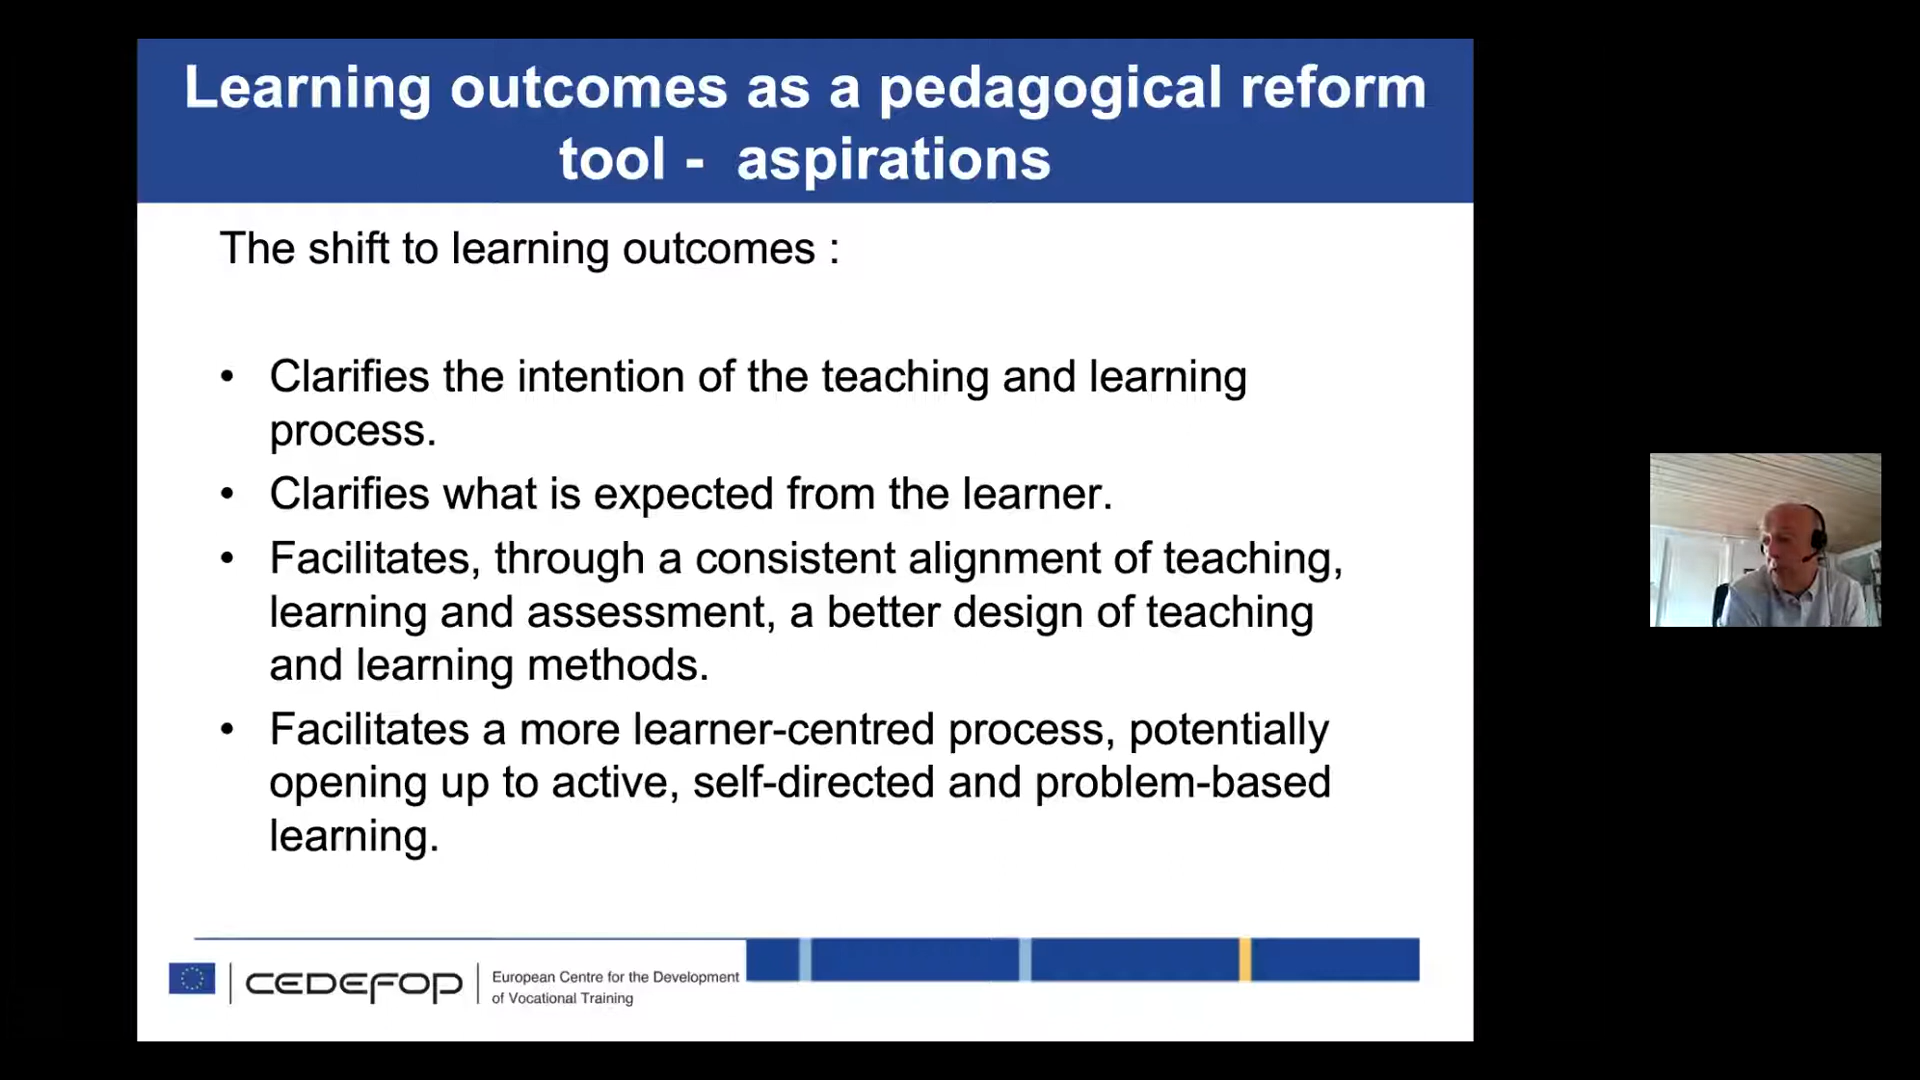 Learning outcomes as a pedagogical reform
tool - aspirations
The shift to learning outcomes :
• Clarifies the intention of the teaching and learning
process.
• Clarifies what is expected from the learner.
• Facilitates, through a consistent alignment of teaching,
learning and assessment, a better design of teaching
and learning methods.
• Facilitates a more learner-centred process, potentially
opening up to active, self-directed and problem-based
learning.
CEDEFOP
European Centre for the Development
of Vocational Training